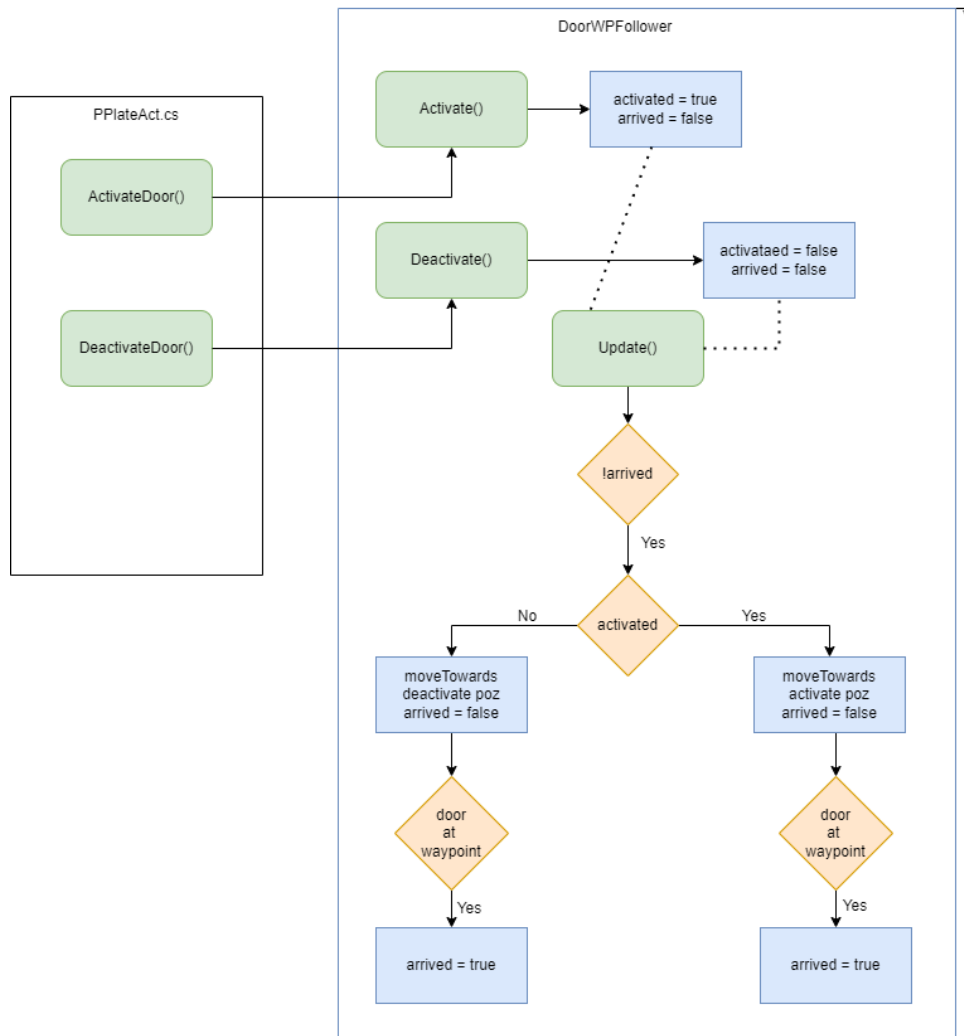 DoorWPFollower
PPlateAct.cs
Activate()
activated = true
arrived = false
ActivateDoor()
Deactivate()
activataed = false
arrived = false
DeactivateDoor()
Update()
!arrived
Yes
activated
No
Yes
moveTowards
deactivate poz
arrived = false
moveTowards
activate poz
arrived = false
door
at
waypoint
door
at
waypoint
Yes
Yes
arrived = true
arrived = true